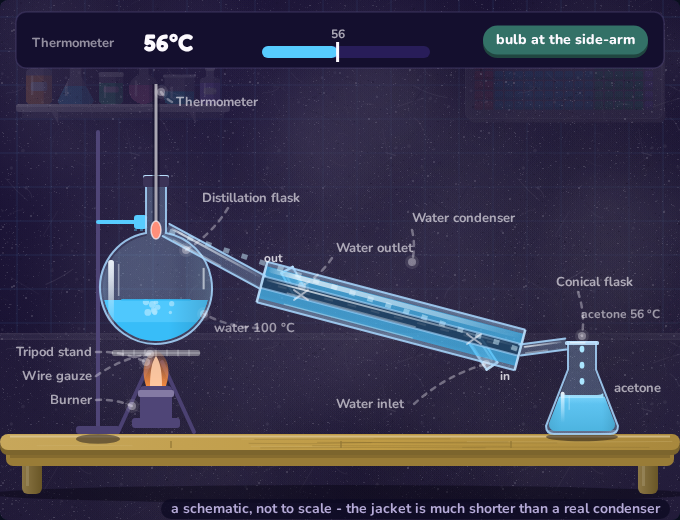 Thermometer
56°C
56
bulb at the side-arm
Thermometer
Distillation flask
Water condenser
Water outlet
out
Conical flask
acetone 56 °C
water 100 °C
Tripod stand
Wire gauze
in
acetone
Burner
Water inlet
a schematic, not to scale - the jacket is much shorter than a real condenser